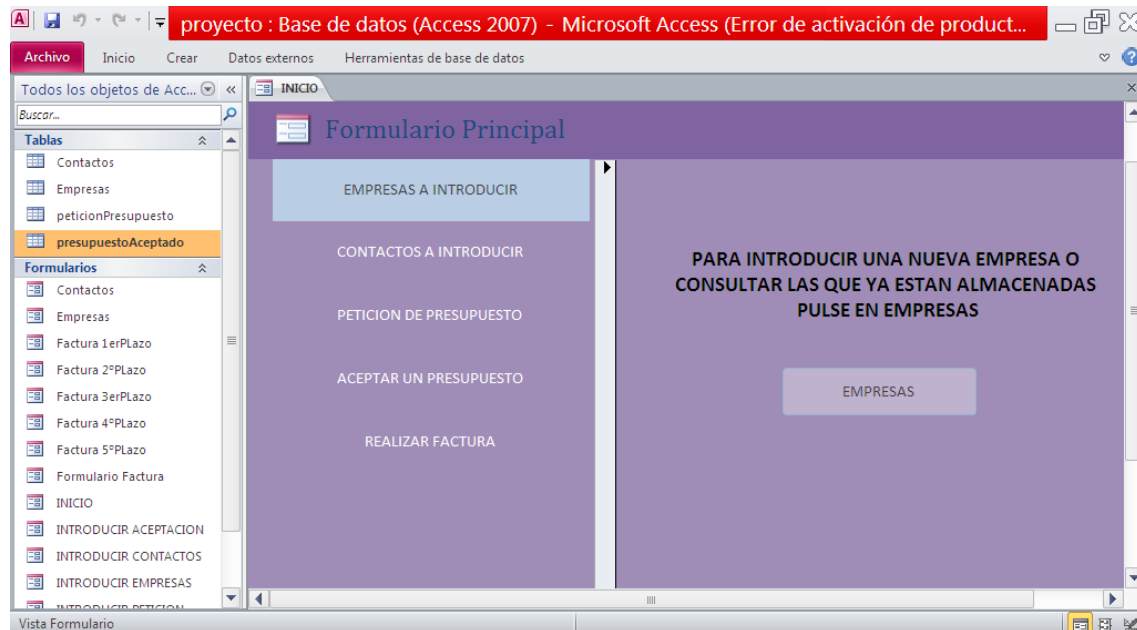 proyecto : Base de datos (Access 2007) - Microsoft Access (Error de activación de product...
Archivo Inicio Crear Datos externos Herramientas de base de datos
Todos los objetos de Acc...
Buscar...
Tablas
Contactos
Empresas
peticionPresupuesto
presupuestoAceptado
Formularios
Contactos
Empresas
Factura 1erPLazo
Factura 2ºPLazo
Factura 3erPLazo
Factura 4ºPLazo
Factura 5ºPLazo
Formulario Factura
INICIO
INTRODUCIR ACEPTACION
INTRODUCIR CONTACTOS
INTRODUCIR EMPRESAS
INTRODUCIR PETICION
INICIO
Formulario Principal
EMPRESAS A INTRODUCIR
CONTACTOS A INTRODUCIR
PETICION DE PRESUPUESTO
ACEPTAR UN PRESUPUESTO
REALIZAR FACTURA
PARA INTRODUCIR UNA NUEVA EMPRESA O
CONSULTAR LAS QUE YA ESTAN ALMACENADAS
PULSE EN EMPRESAS
EMPRESAS
Vista Formulario